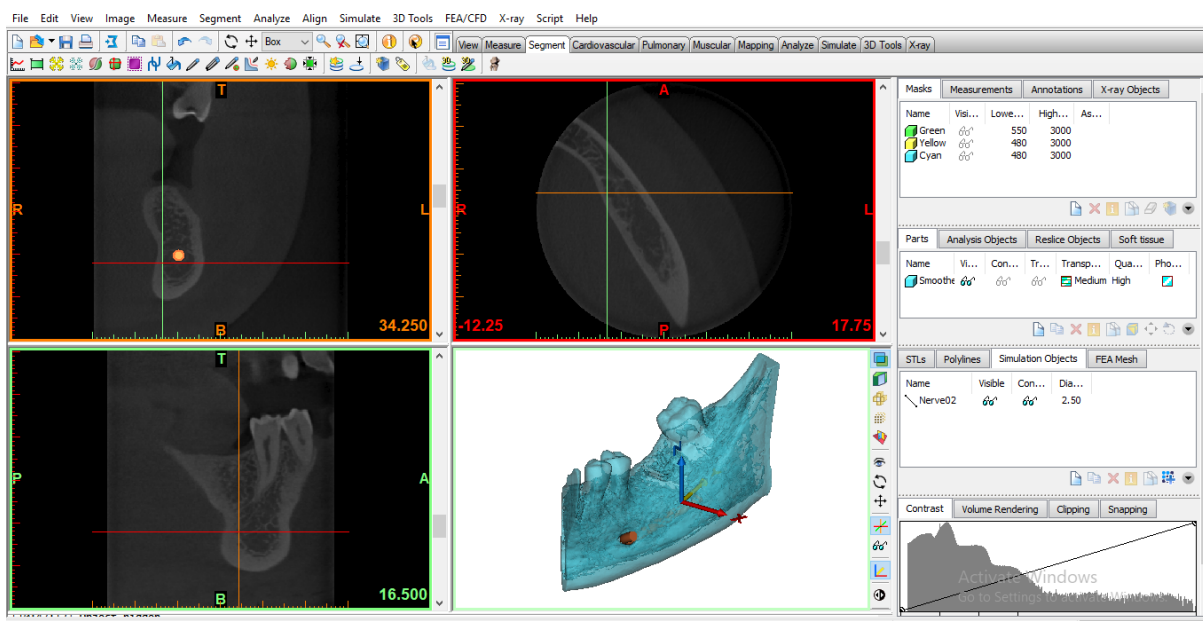 File Edit View Image Measure Segment Analyze Align Simulate 3D Tools FEA/CFD X-ray Script Help
Box View Measure Segment Cardiovascular Pulmonary Muscular Mapping Analyze Simulate 3D Tools X-ray
T
R
L
B
34.250
A
R
L
P
-12.25
17.75
T
P
A
B
16.500
X
Masks Measurements Annotations X-ray Objects
Name Visi... Lowe... High... As...
Green 550 3000
Yellow 480 3000
Cyan 480 3000
Parts Analysis Objects Reslice Objects Soft tissue
Name Vi... Con... Tr... Transp... Qua... Pho...
Smoothe Medium High
STLs Polylines Simulation Objects FEA Mesh
Name Visible Con... Dia...
Nerve02 2.50
Contrast Volume Rendering Clipping Snapping
Activate Windows
Go to Settings to activate Windows.